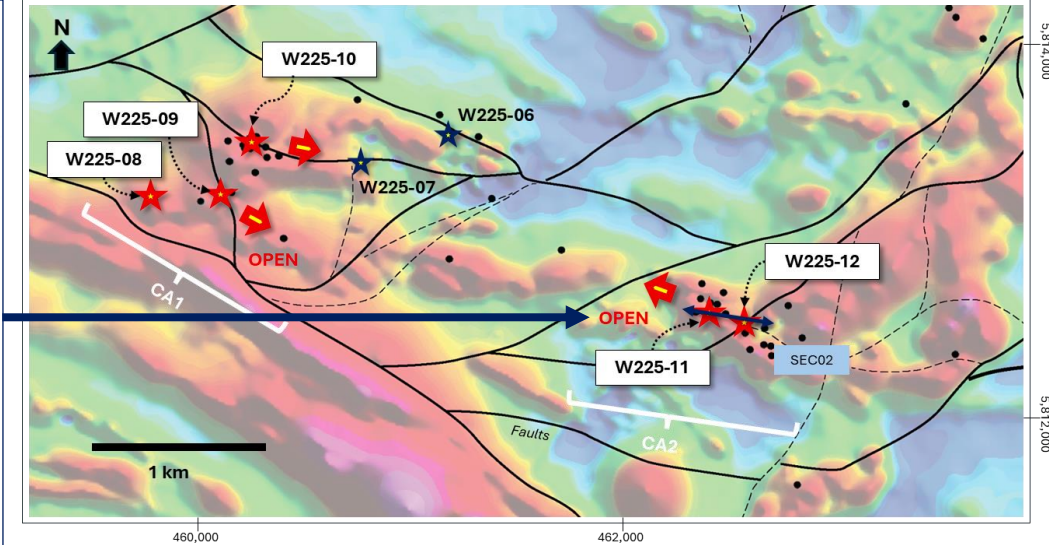 N
W225-10
W225-09
W225-06
W225-08
W225-07
OPEN
CA1
W225-12
OPEN
W225-11
SEC02
CA2
Faults
1 km
460,000
462,000
5,814,000
5,812,000